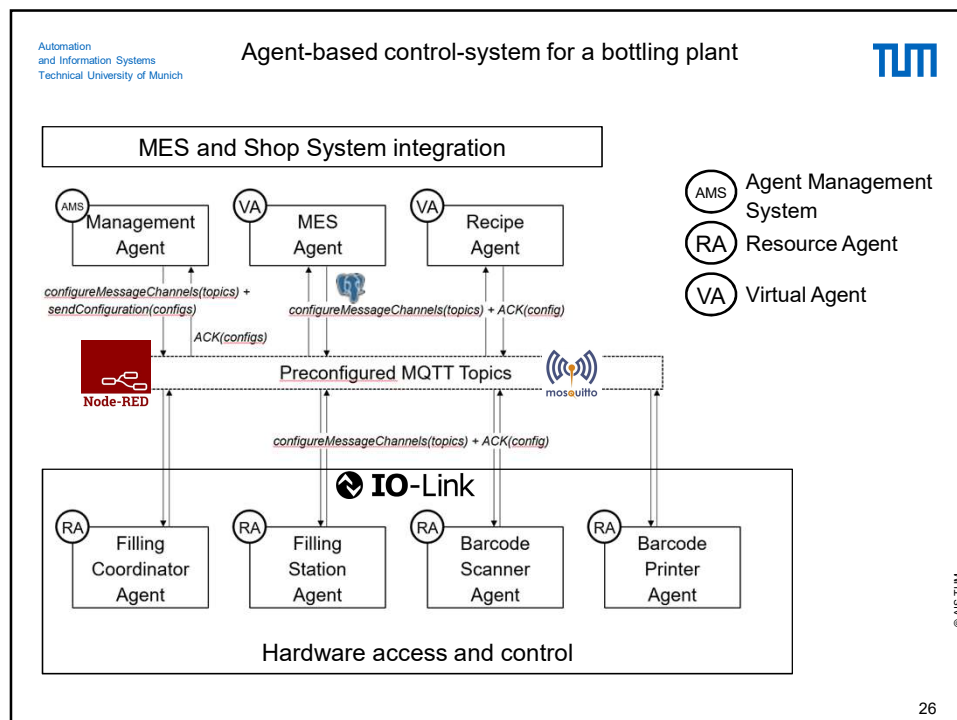 Automation
and Information Systems
Technical University of Munich
Agent-based control-system for a bottling plant
TUM
MES and Shop System integration
AMS
Management
Agent
VA
MES
Agent
VA
Recipe
Agent
AMS
Agent Management
System
RA
Resource Agent
VA
Virtual Agent
configureMessageChannels(topics) +
sendConfiguration(configs)
ACK(configs)
configureMessageChannels(topics) + ACK(config)
Node-RED
Preconfigured MQTT Topics
mosquitto
configureMessageChannels(topics) + ACK(config)
IO-Link
RA
Filling
Coordinator
Agent
RA
Filling
Station
Agent
RA
Barcode
Scanner
Agent
RA
Barcode
Printer
Agent
Hardware access and control
© AIS TUM
26